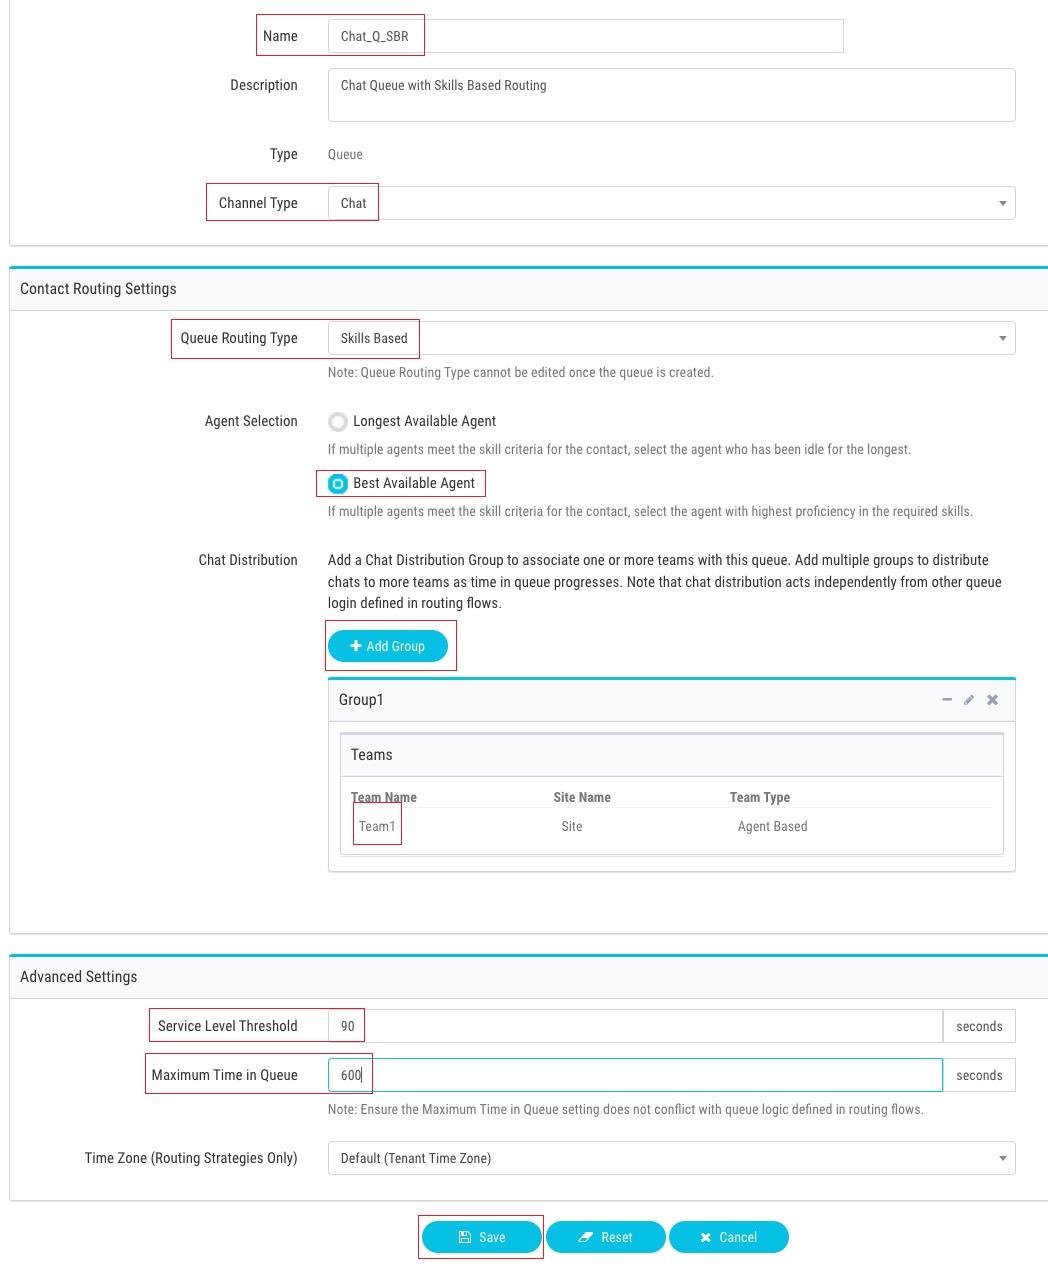 Name Chat_Q_SBR
Description Chat Queue with Skills Based Routing
Type Queue
Channel Type Chat
Contact Routing Settings
Queue Routing Type Skills Based
Note: Queue Routing Type cannot be edited once the queue is created.
Agent Selection Longest Available Agent
If multiple agents meet the skill criteria for the contact, select the agent who has been idle for the longest.
Best Available Agent
If multiple agents meet the skill criteria for the contact, select the agent with highest proficiency in the required skills.
Chat Distribution Add a Chat Distribution Group to associate one or more teams with this queue. Add multiple groups to distribute
chats to more teams as time in queue progresses. Note that chat distribution acts independently from other queue
login defined in routing flows.
Add Group
Group1
Teams
Team Name Site Name Team Type
Team1 Site Agent Based
Advanced Settings
Service Level Threshold 90 seconds
Maximum Time in Queue 600 seconds
Note: Ensure the Maximum Time in Queue setting does not conflict with queue logic defined in routing flows.
Time Zone (Routing Strategies Only) Default (Tenant Time Zone)
Save Reset Cancel